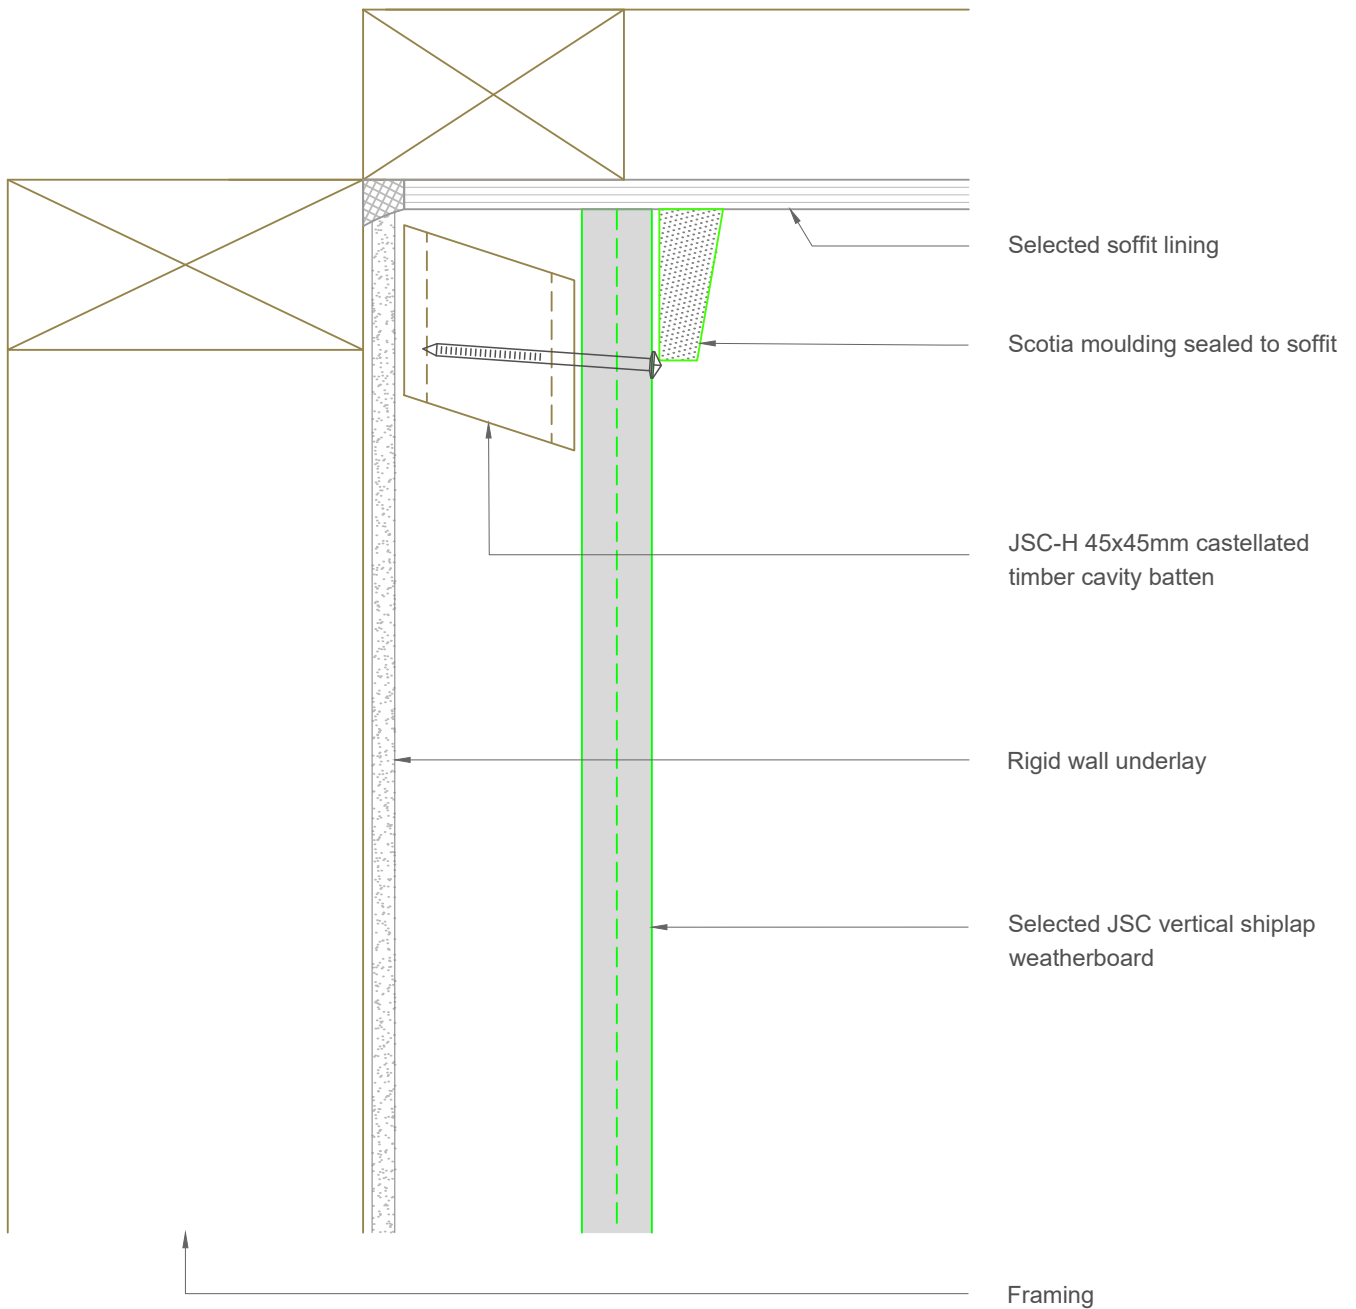 Selected soffit lining
Scotia moulding sealed to soffit
JSC-H 45x45mm castellated
timber cavity batten
Rigid wall underlay
Selected JSC vertical shiplap
weatherboard
Framing